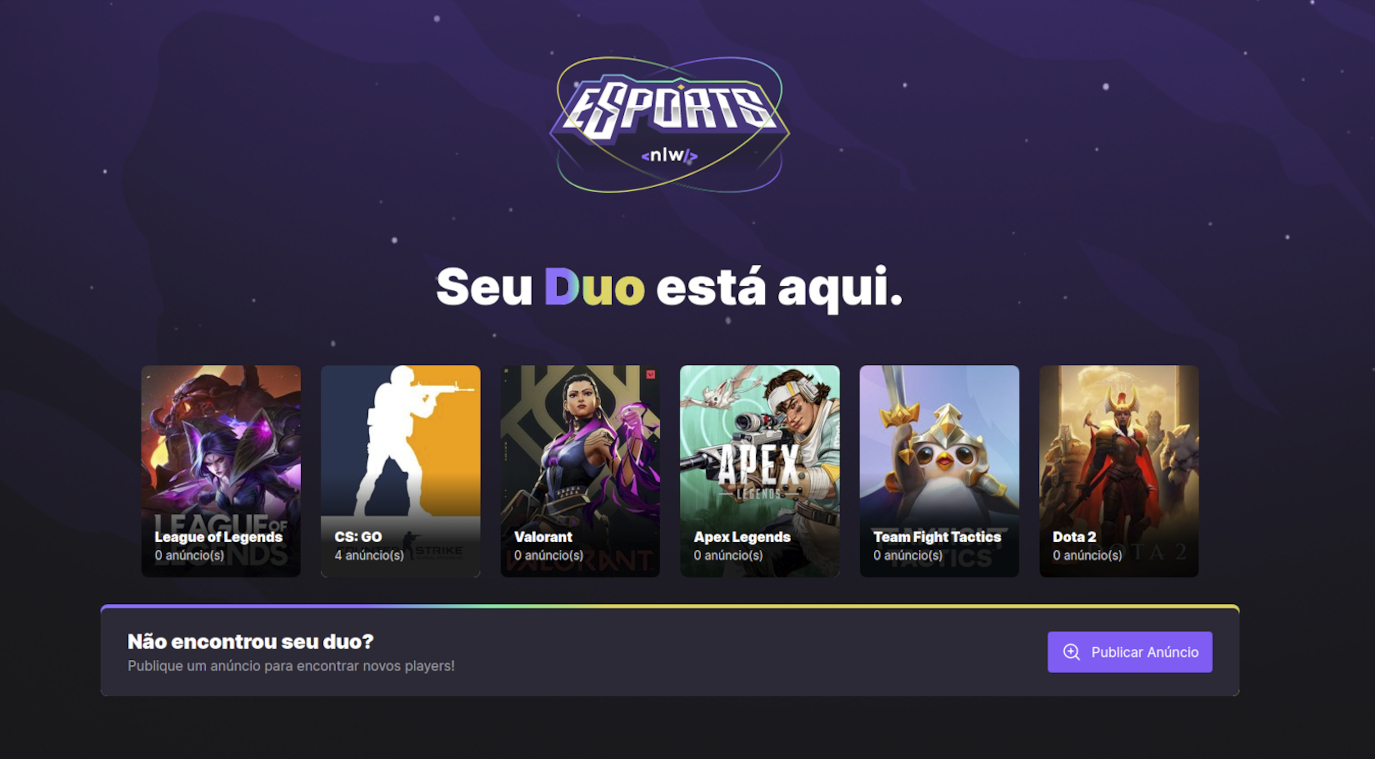 ESPORTS
<nlw/>
Seu Duo está aqui.
LEAGUE OF
LEGENDS
League of Legends
0 anúncio(s)
COUNTER STRIKE
CS: GO
4 anúncio(s)
VALORANT
Valorant
0 anúncio(s)
APEX
LEGENDS
Apex Legends
0 anúncio(s)
TEAMFIGHT
TACTICS
Team Fight Tactics
0 anúncio(s)
DOTA 2
Dota 2
0 anúncio(s)
Não encontrou seu duo?
Publique um anúncio para encontrar novos players!
Publicar Anúncio